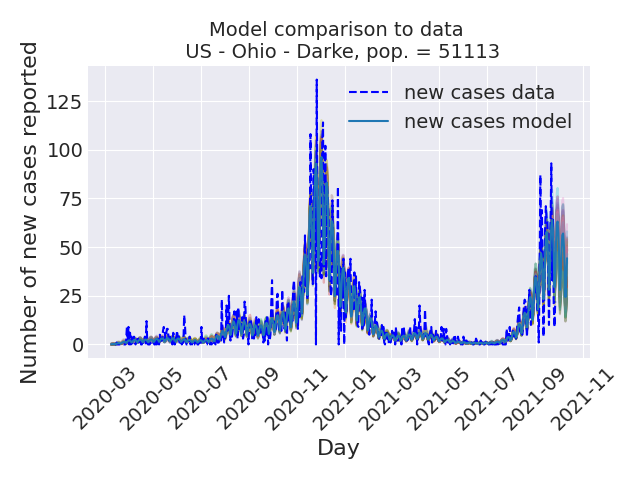 Model comparison to data
US - Ohio - Darke, pop. = 51113
Number of new cases reported
125
100
75
50
25
0
new cases data
new cases model
2020-03
2020-05
2020-07
2020-09
2020-11
2021-01
2021-03
2021-05
2021-07
2021-09
2021-11
Day